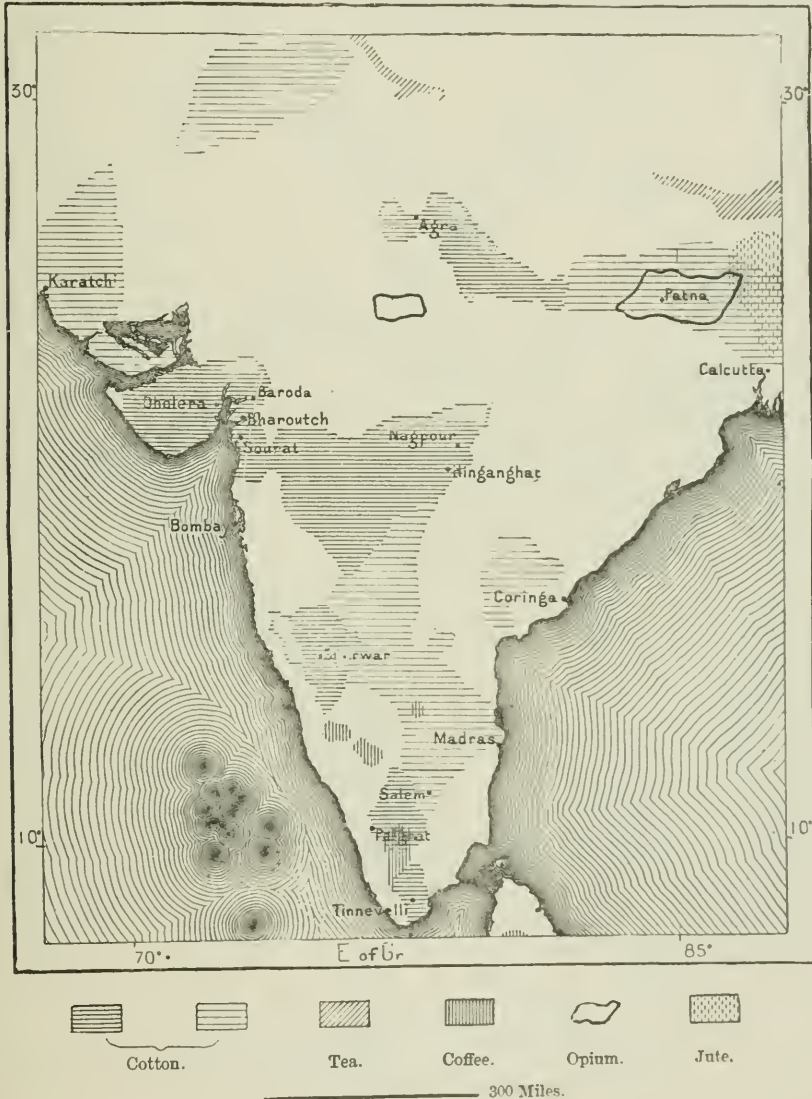 30°
30°
Agra
Karatchi
Patna
Calcutta
Baroda
Dholera
Bharoutch
Nagpour
Sourat
dinganghat
Bombay
Coringa
Madras
Salem
10°
10°
Tinnevelli
70°
E of Gr
85°
Cotton.
Tea.
Coffee.
Opium.
Jute.
300 Miles.